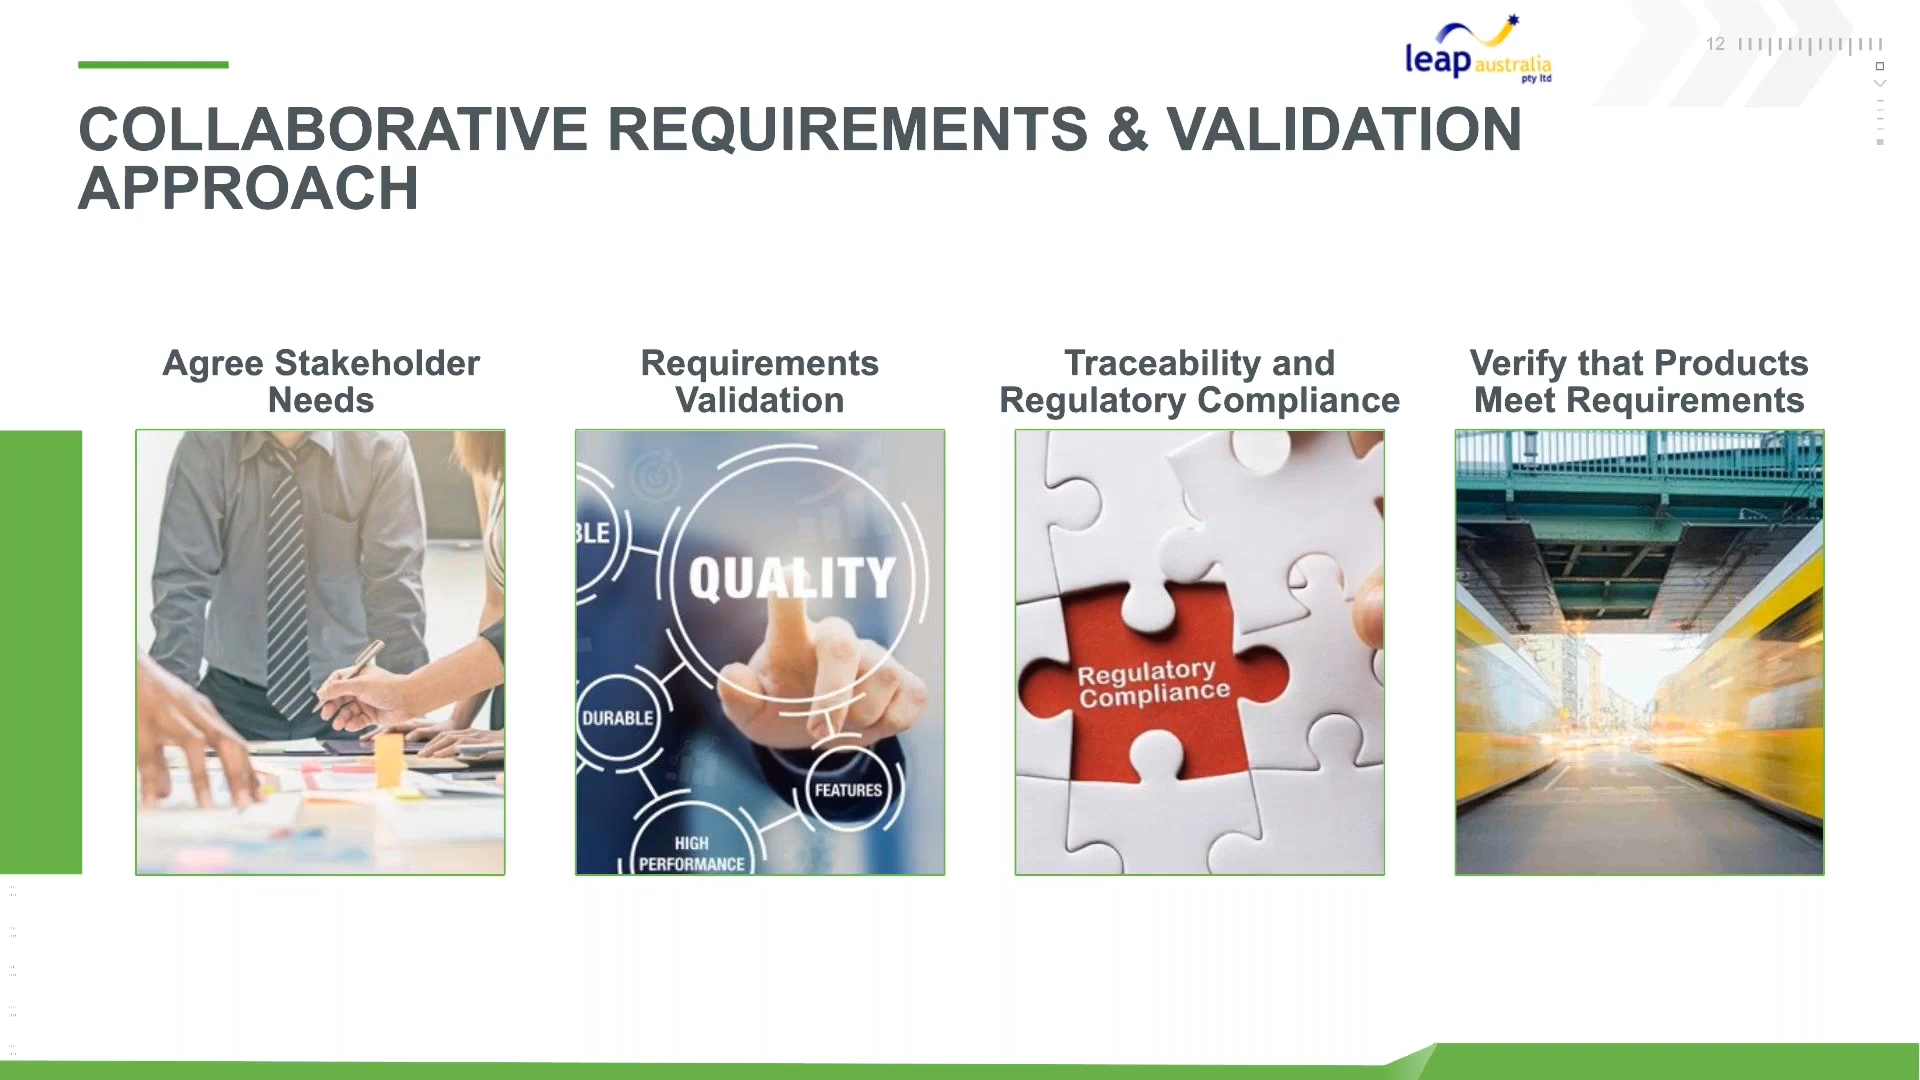 leap australia
pty ltd
12
COLLABORATIVE REQUIREMENTS & VALIDATION
APPROACH
Agree Stakeholder
Needs
Requirements
Validation
Traceability and
Regulatory Compliance
Verify that Products
Meet Requirements
BLE
QUALITY
DURABLE
FEATURES
HIGH
PERFORMANCE
Regulatory
Compliance